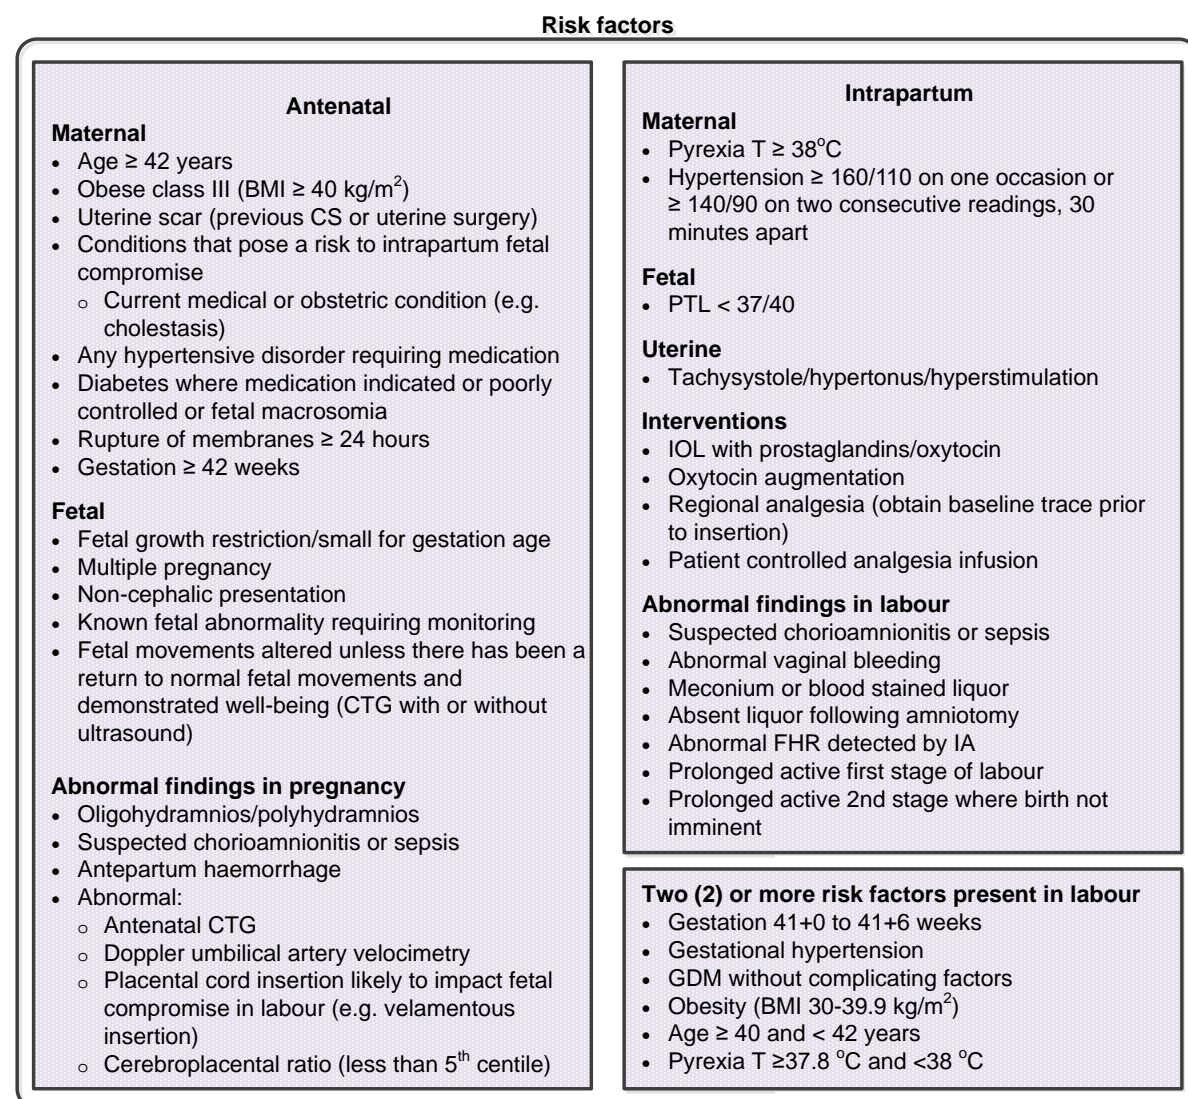 Risk factors
Antenatal
Maternal
• Age ≥ 42 years
• Obese class III (BMI ≥ 40 kg/m²)
• Uterine scar (previous CS or uterine surgery)
• Conditions that pose a risk to intrapartum fetal
compromise
o Current medical or obstetric condition (e.g.
cholestasis)
• Any hypertensive disorder requiring medication
• Diabetes where medication indicated or poorly
controlled or fetal macrosomia
• Rupture of membranes ≥ 24 hours
• Gestation ≥ 42 weeks
Fetal
• Fetal growth restriction/small for gestation age
• Multiple pregnancy
• Non-cephalic presentation
• Known fetal abnormality requiring monitoring
• Fetal movements altered unless there has been a
return to normal fetal movements and
demonstrated well-being (CTG with or without
ultrasound)
Abnormal findings in pregnancy
• Oligohydramnios/polyhydramnios
• Suspected chorioamnionitis or sepsis
• Antepartum haemorrhage
• Abnormal:
o Antenatal CTG
o Doppler umbilical artery velocimetry
o Placental cord insertion likely to impact fetal
compromise in labour (e.g. velamentous
insertion)
o Cerebroplacental ratio (less than 5th centile)
Intrapartum
Maternal
• Pyrexia T ≥ 38°C
• Hypertension ≥ 160/110 on one occasion or
≥ 140/90 on two consecutive readings, 30
minutes apart
Fetal
• PTL < 37/40
Uterine
• Tachysystole/hypertonus/hyperstimulation
Interventions
• IOL with prostaglandins/oxytocin
• Oxytocin augmentation
• Regional analgesia (obtain baseline trace prior
to insertion)
• Patient controlled analgesia infusion
Abnormal findings in labour
• Suspected chorioamnionitis or sepsis
• Abnormal vaginal bleeding
• Meconium or blood stained liquor
• Absent liquor following amniotomy
• Abnormal FHR detected by IA
• Prolonged active first stage of labour
• Prolonged active 2nd stage where birth not
imminent
Two (2) or more risk factors present in labour
• Gestation 41+0 to 41+6 weeks
• Gestational hypertension
• GDM without complicating factors
• Obesity (BMI 30-39.9 kg/m²)
• Age ≥ 40 and < 42 years
• Pyrexia T ≥37.8 °C and <38 °C